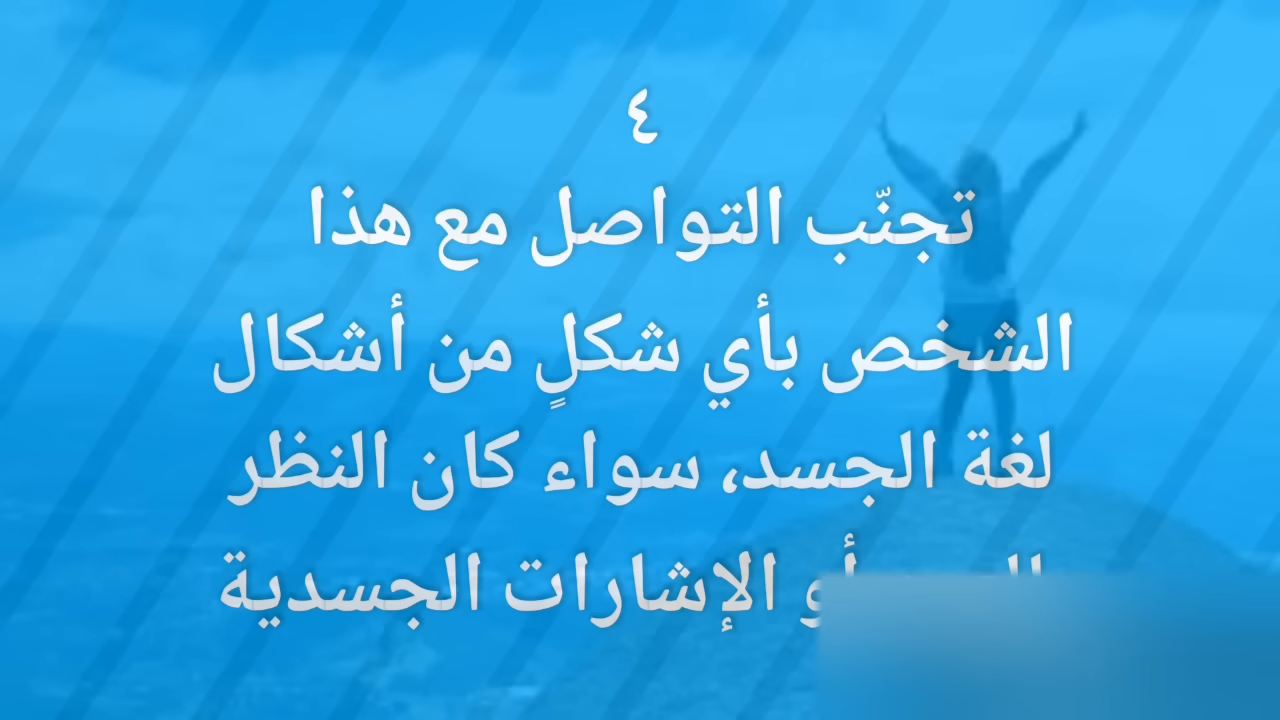 ٤
تجنّب التواصل مع هذا
الشخص بأي شكلٍ من أشكال
لغة الجسد، سواء كان النظر
أو الإشارات الجسدية